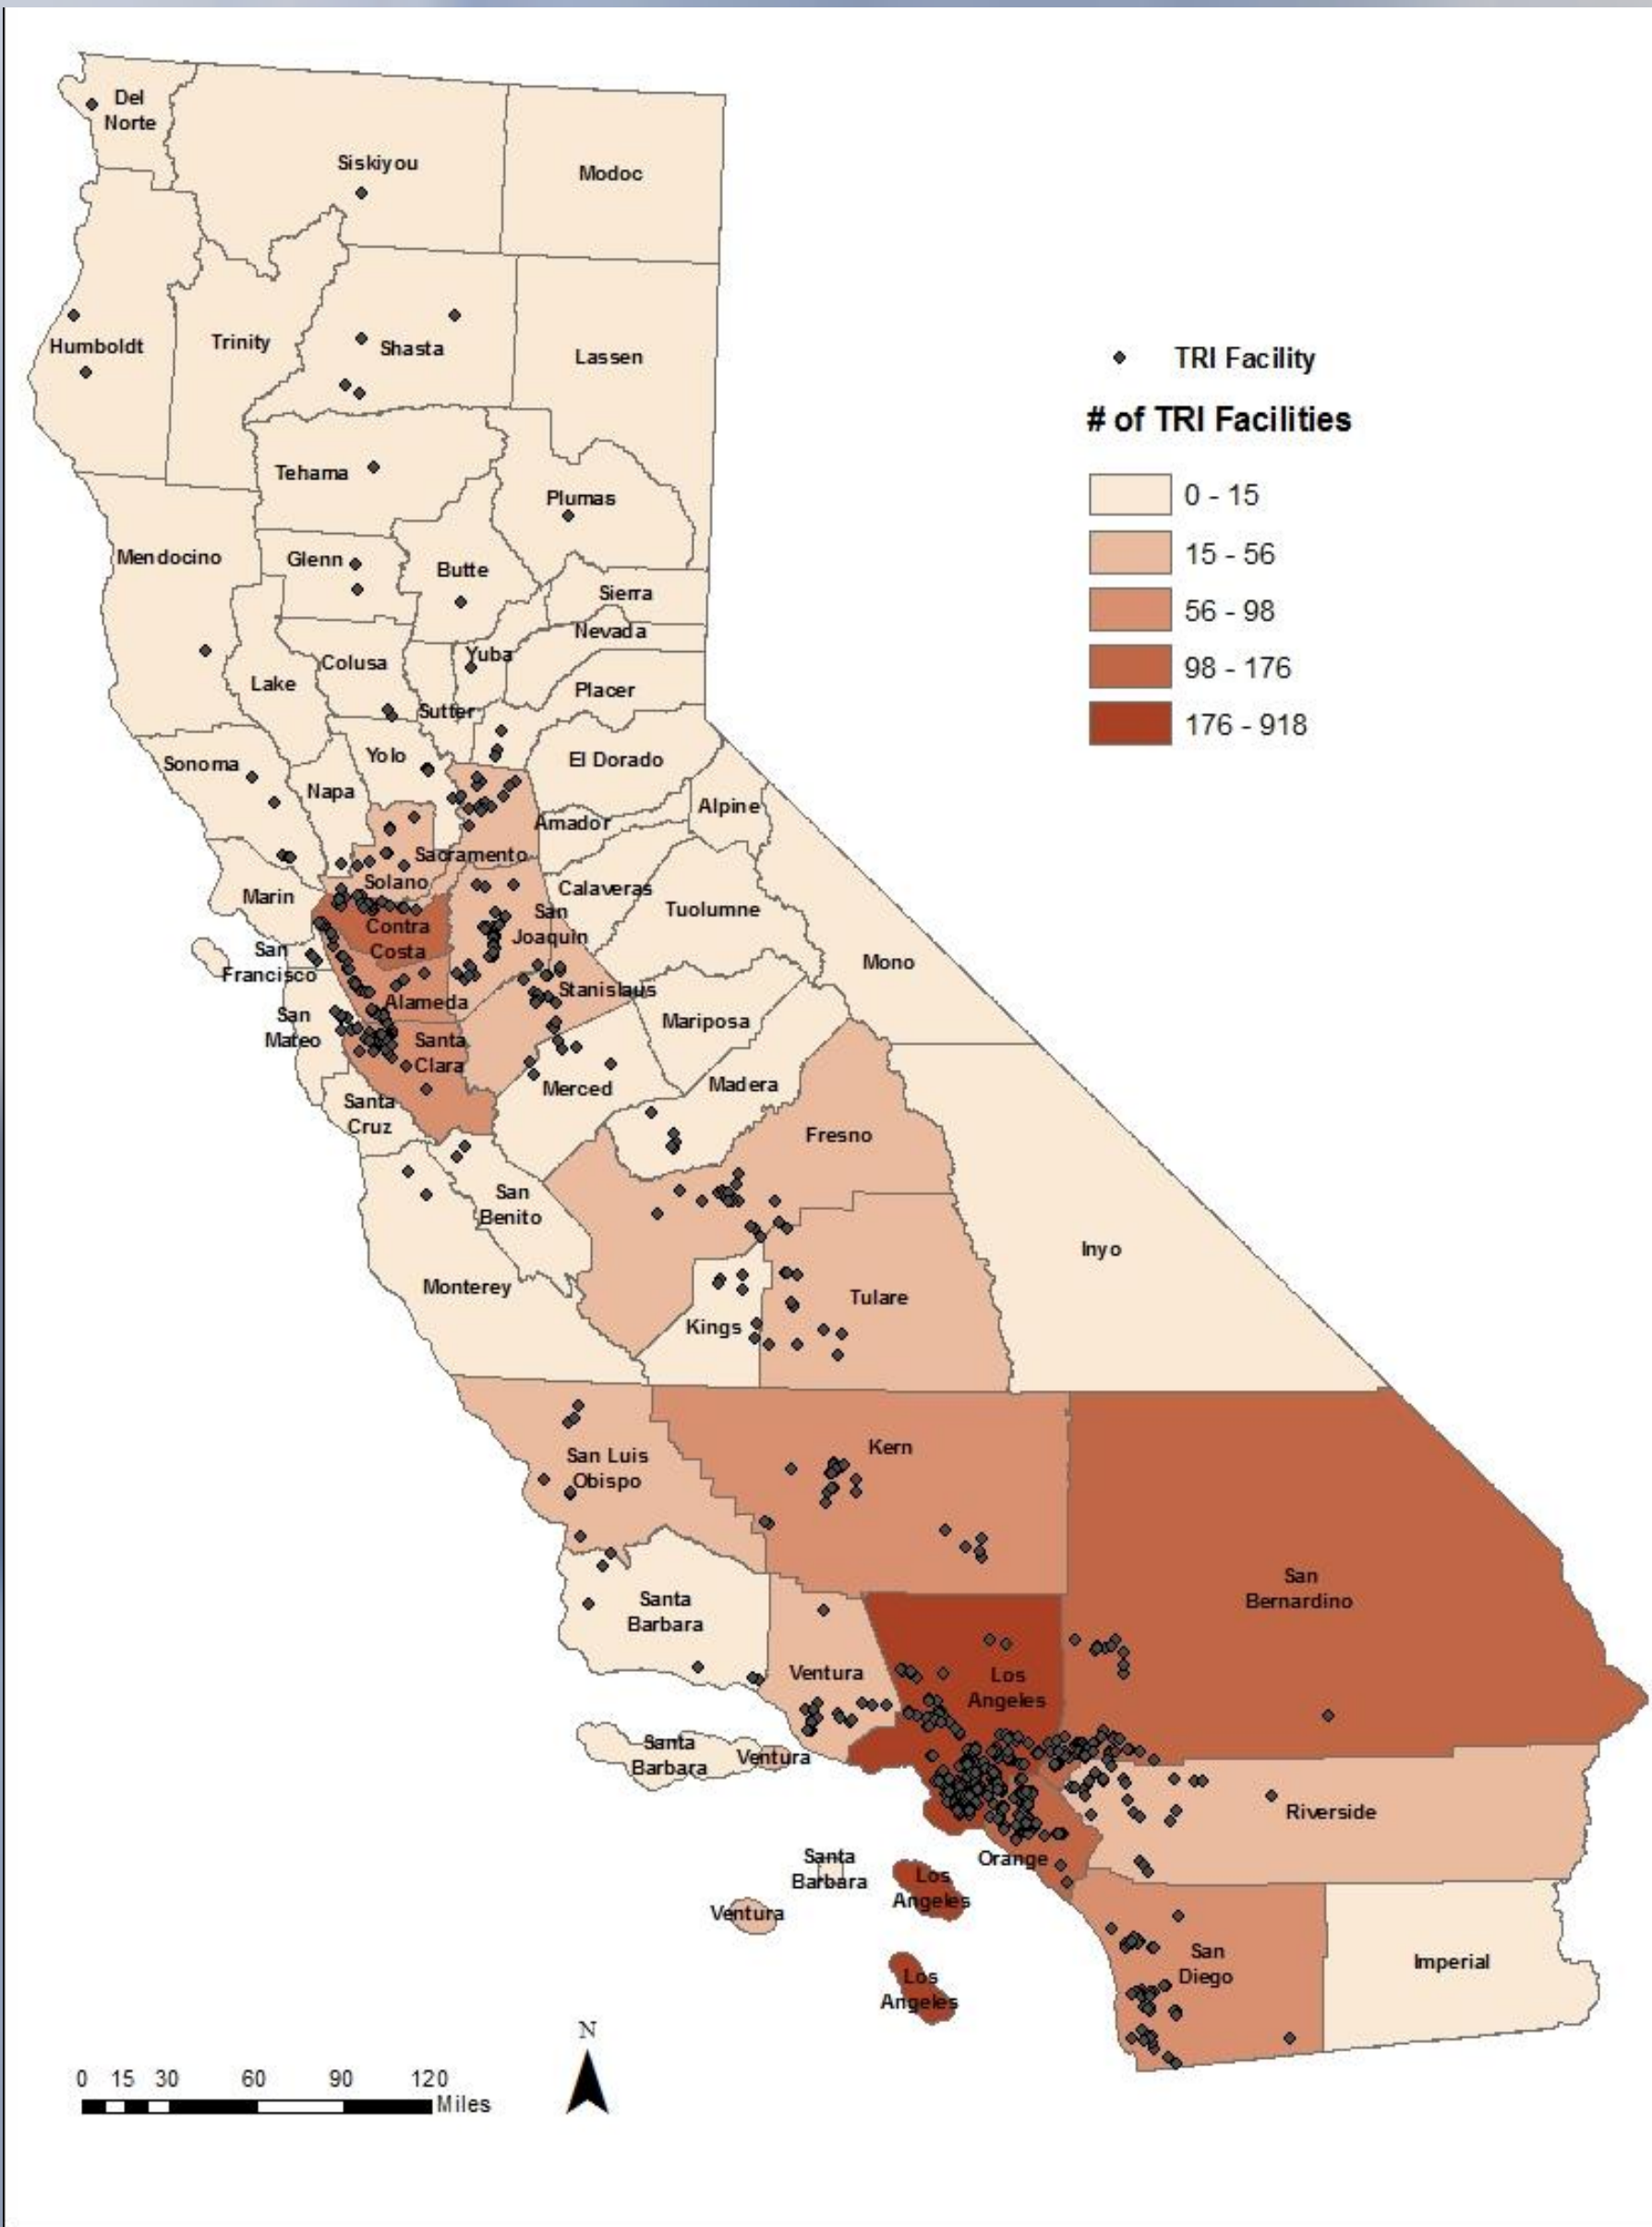 Del
Norte
Siskiyou
Modoc
Humboldt
Trinity
Shasta
Lassen
TRI Facility
# of TRI Facilities
0 - 15
15 - 56
56 - 98
98 - 176
176 - 918
Tehama
Plumas
Mendocino
Glenn
Butte
Sierra
Nevada
Colusa
Yuba
Lake
Placer
Sutter
Sonoma
Yolo
El Dorado
Napa
Alpine
Amador
Sacramento
Solano
Calaveras
Marin
Tuolumne
Contra
Costa
San
Joaquin
San
Francisco
Mono
Stanislaus
Alameda
San
Mateo
Mariposa
Santa
Clara
Merced
Madera
Santa
Cruz
Fresno
San
Benito
Inyo
Monterey
Tulare
Kings
Kern
San Luis
Obispo
San
Bernardino
Santa
Barbara
Ventura
Los
Angeles
Santa
Barbara
Ventura
Riverside
Orange
Santa
Barbara
Los
Angeles
Ventura
San
Diego
Imperial
Los
Angeles
N
0 15 30 60 90 120
Miles